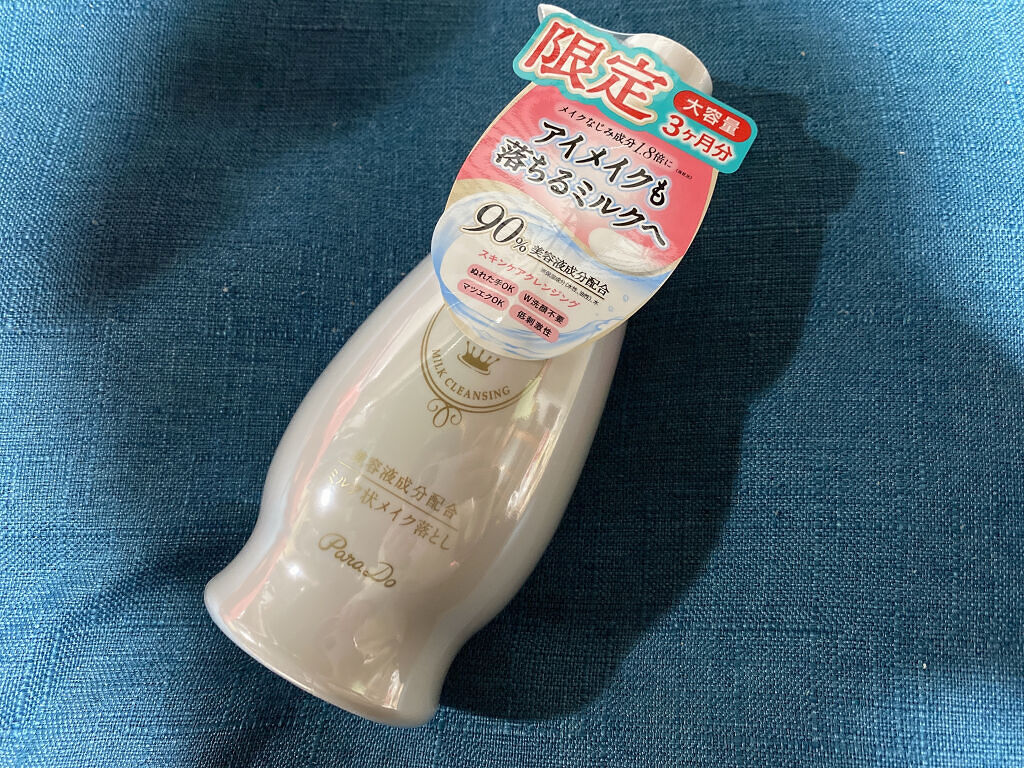 限定
大容量
3ヶ月分
メイクなじみ成分1.8倍に
アイメイクも
落ちるミルクへ
90%美容液成分配合
スキンケアクレンジング
ぬれた手OK
W洗顔不要
マツエクOK
低刺激性
MILK CLEANSING
美容液成分配合
ミルク状メイク落とし
ParaDo